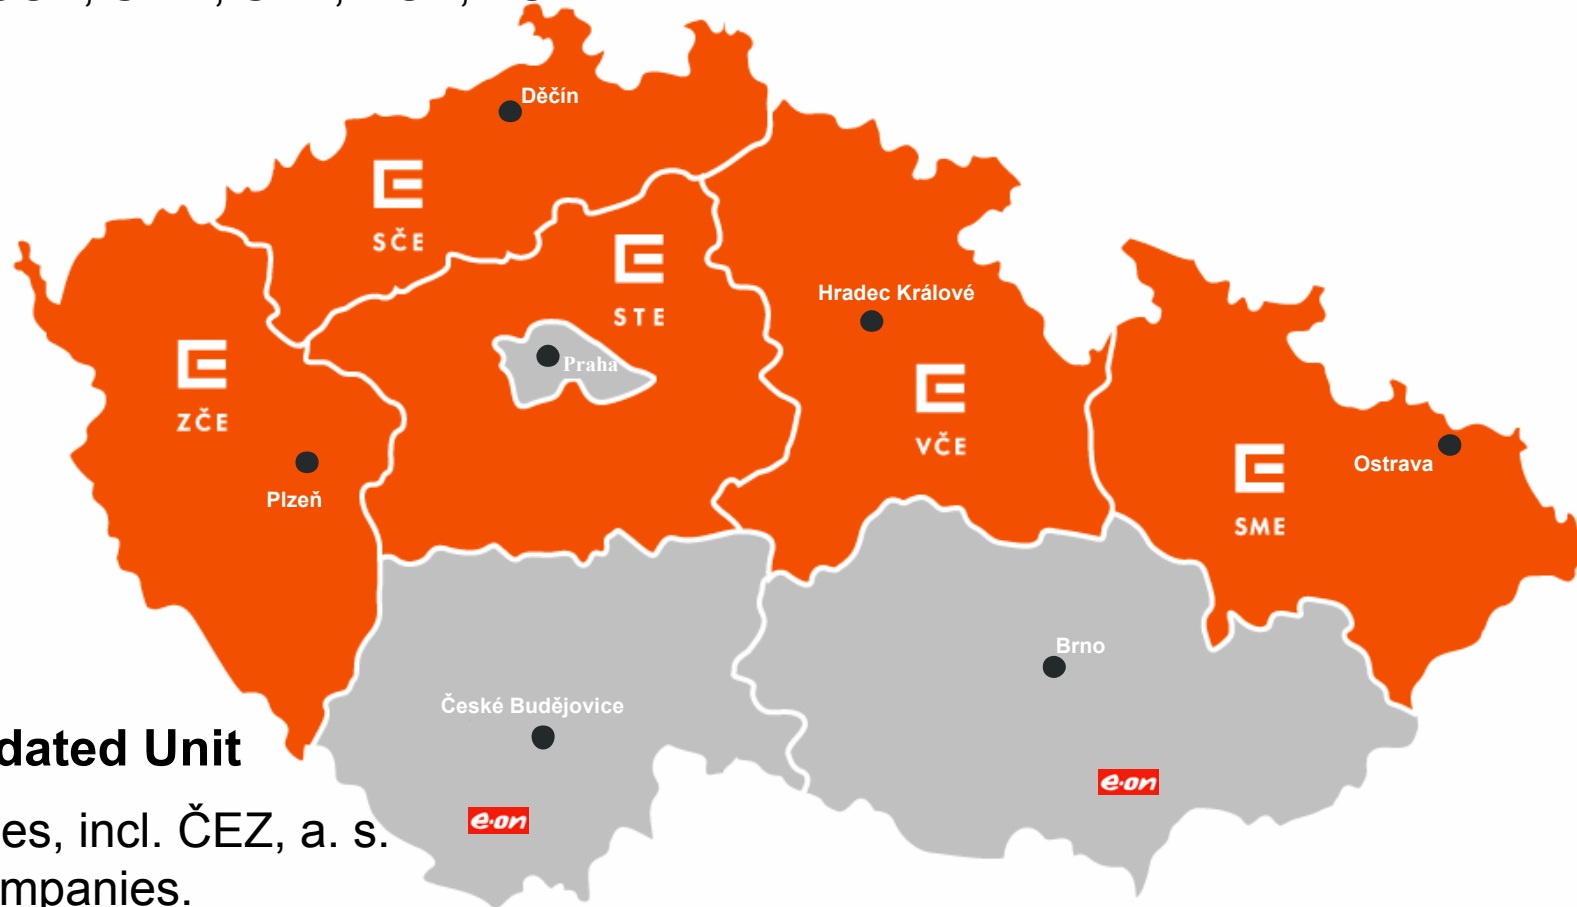 Děčín
SČE
STE
Hradec Králové
Praha
ZČE
VČE
Ostrava
Plzeň
SME
Brno
České Budějovice
dated Unit
e·on
e·on
es, incl. ČEZ, a. s.
mpanies.